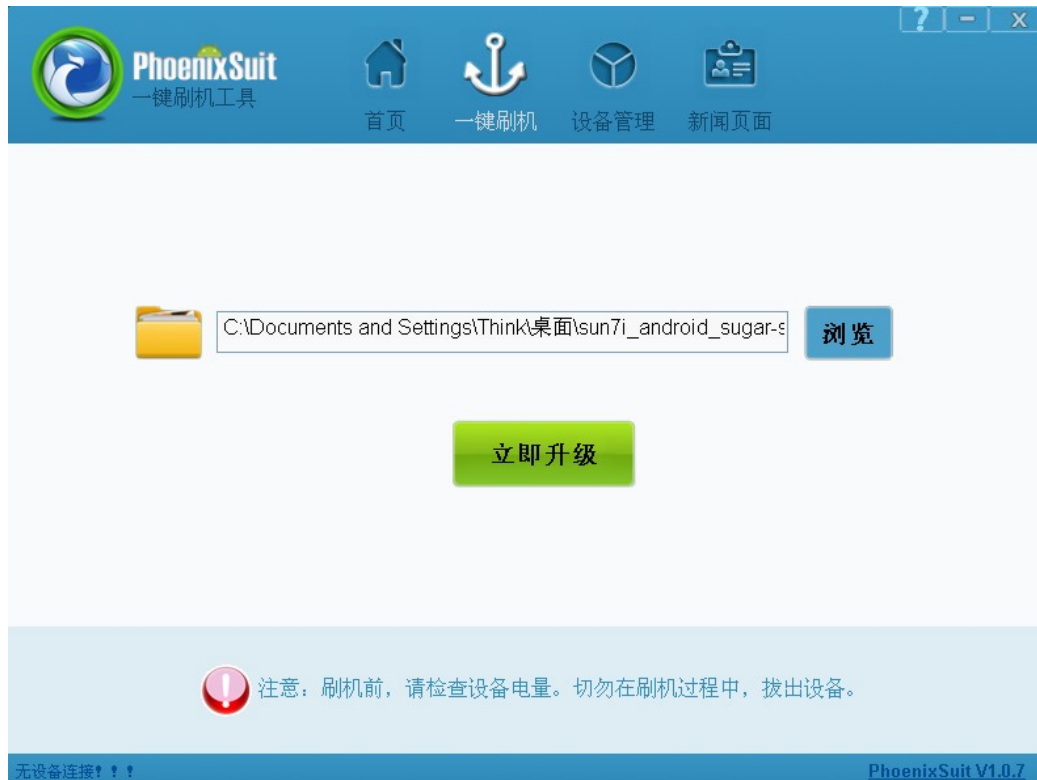 ?
-
x
PhoenixSuit
一键刷机工具
首页
一键刷机
设备管理
新闻页面
C:\Documents and Settings\Think\桌面\sun7i_android_sugar-s
浏览
立即升级
注意：刷机前，请检查设备电量。切勿在刷机过程中，拔出设备。
无设备连接！！！
PhoenixSuit V1.0.7